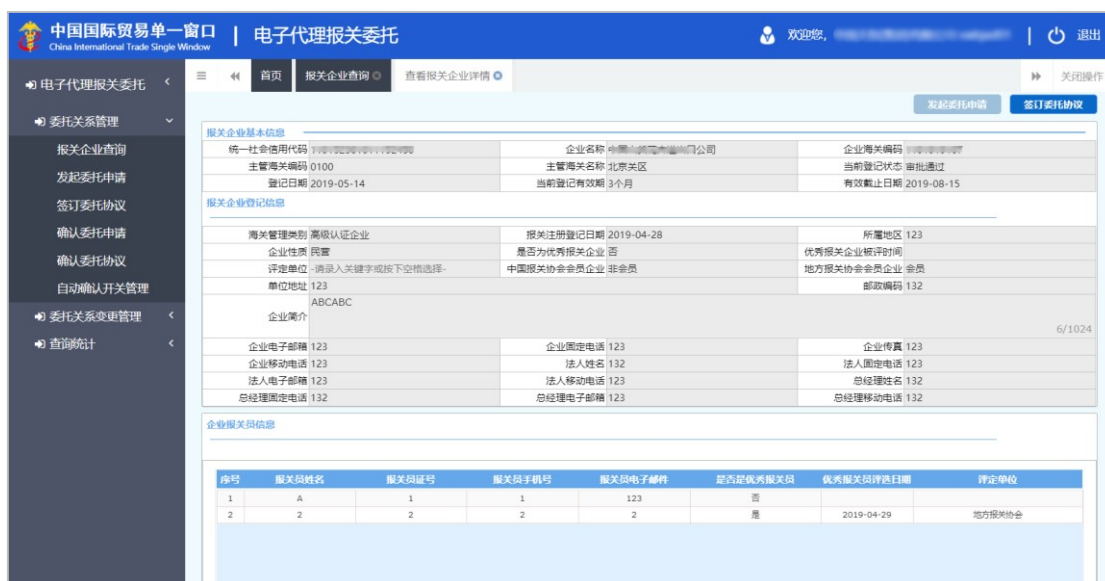 中国国际贸易单一窗口 | 电子代理报关委托 欢迎您, | 退出
China International Trade Single Window
电子代理报关委托 首页 报关企业查询 查看报关企业详情 关闭操作
发起委托申请 签订委托协议
委托关系管理
报关企业查询
发起委托申请
签订委托协议
确认委托申请
确认委托协议
自动确认开关管理
委托关系变更管理
查询统计
报关企业基本信息
统一社会信用代码 企业名称 公司 企业海关编码
主管海关编码 0100 主管海关名称 北京关区 当前登记状态 审批通过
登记日期 2019-05-14 当前登记有效期 3个月 有效截止日期 2019-08-15
报关企业登记信息
海关管理类别 高级认证企业 报关注册登记日期 2019-04-28 所属地区 123
企业性质 民营 是否为优秀报关企业 否 优秀报关企业被评时间
评定单位 -请录入关键字或按下空格选择- 中国报关协会会员企业 非会员 地方报关协会会员企业 会员
单位地址 123 邮政编码 132
企业简介 ABCABC
6/1024
企业电子邮箱 123 企业固定电话 123 企业传真 123
企业移动电话 123 法人姓名 132 法人固定电话 123
法人电子邮箱 123 法人移动电话 123 总经理姓名 132
总经理固定电话 132 总经理电子邮箱 123 总经理移动电话 132
企业报关员信息
序号 报关员姓名 报关员证号 报关员手机号 报关员电子邮件 是否是优秀报关员 优秀报关员评选日期 评定单位
1 A 1 1 123 否
2 2 2 2 2 是 2019-04-29 地方报关协会